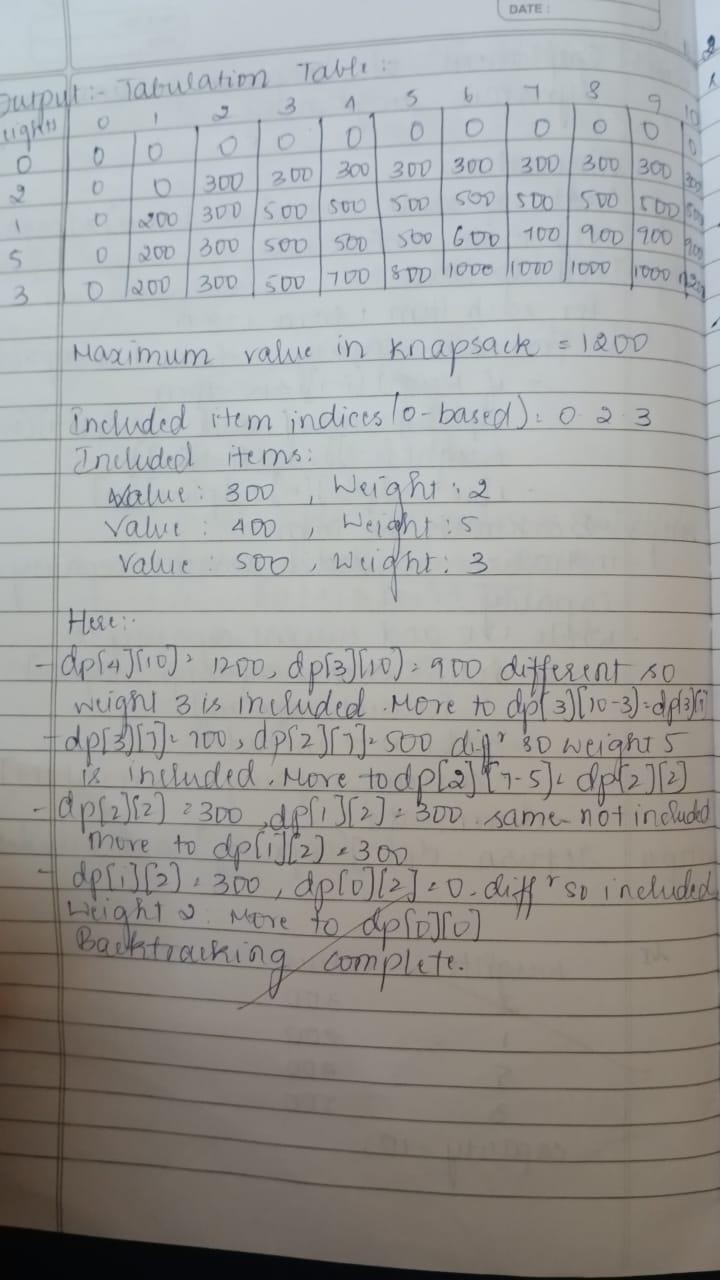 DATE :
Output:- Tabulation Table:
weights 0 1 2 3 4 5 6 7 8 9 10
0 0 0 0 0 0 0 0 0 0 0 0
2 0 0 300 300 300 300 300 300 300 300 300
1 0 200 300 500 500 500 500 500 500 500 500
5 0 200 300 500 500 500 600 700 900 900 900
3 0 200 300 500 700 800 1000 1000 1000 1000 1200
Maximum value in knapsack = 1200
Included item indices (0-based): 0 2 3
Included items:
Value: 300 , Weight: 2
Value: 400 , Weight: 5
Value: 500 , Weight: 3
Here:-
- dp[4][10]= 1200, dp[3][10]= 900 different so
weight 3 is included. Move to dp[3][10-3]=dp[3][7]
- dp[3][7]= 700, dp[2][7]= 500 diffr so weight 5
is included. Move to dp[2][7-5]= dp[2][2]
- dp[2][2] = 300, dp[1][2] = 300. same not included
move to dp[1][2] = 300
- dp[1][2] = 300, dp[0][2] = 0. diffr so included
weight 2. Move to dp[0][0]
Backtracking complete.